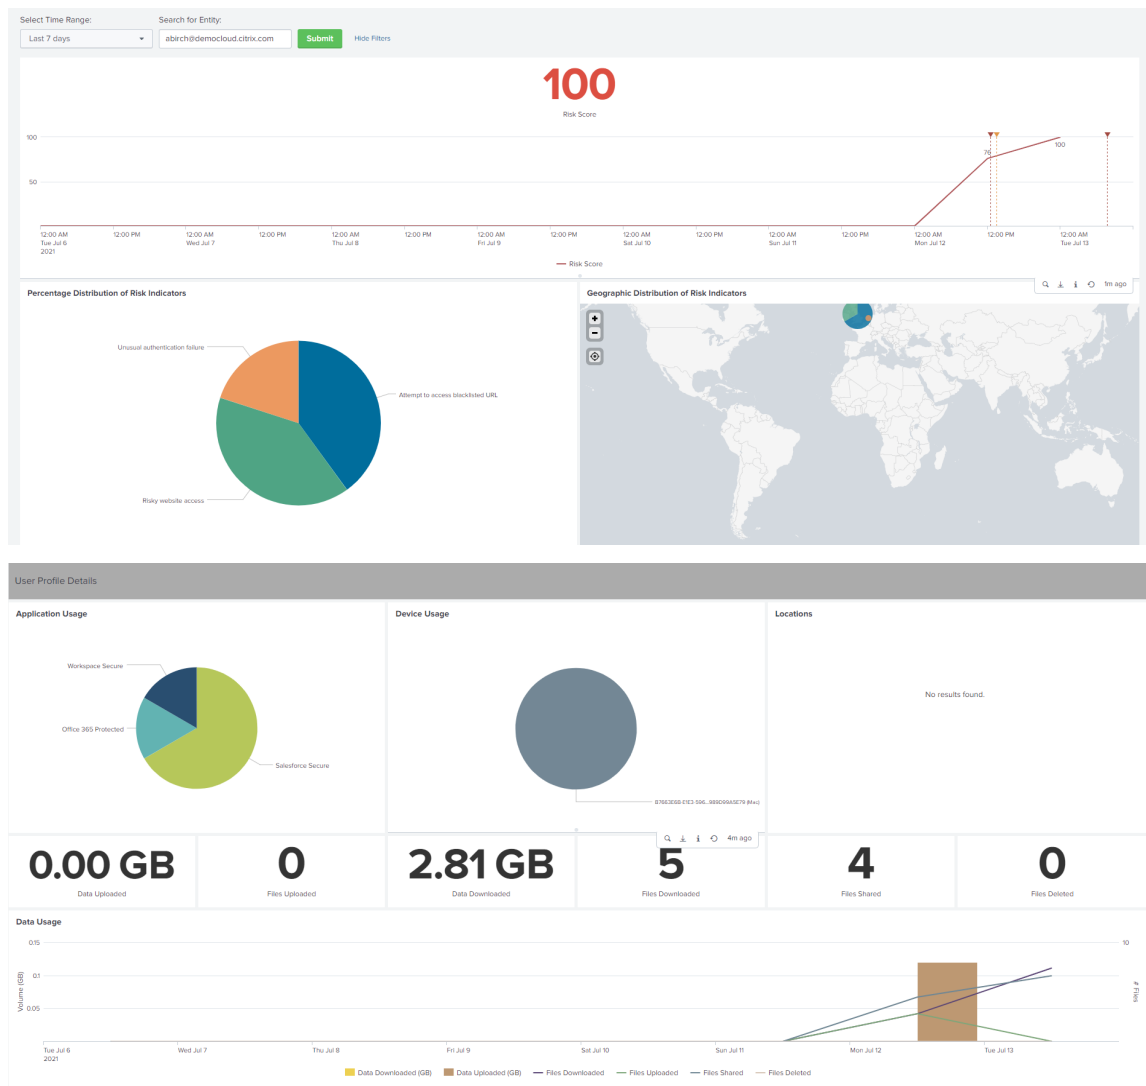 Select Time Range:
Search for Entity:
Last 7 days
abirch@democloud.citrix.com
Submit
Hide Filters
100
Risk Score
100
50
76
100
12:00 AM
Tue Jul 6
2021
12:00 PM
12:00 AM
Wed Jul 7
12:00 PM
12:00 AM
Thu Jul 8
12:00 PM
12:00 AM
Fri Jul 9
12:00 PM
12:00 AM
Sat Jul 10
12:00 PM
12:00 AM
Sun Jul 11
12:00 PM
12:00 AM
Mon Jul 12
12:00 PM
12:00 AM
Tue Jul 13
Risk Score
1m ago
Percentage Distribution of Risk Indicators
Unusual authentication failure
Attempt to access blacklisted URL
Risky website access
Geographic Distribution of Risk Indicators
User Profile Details
Application Usage
Workspace Secure
Office 365 Protected
Salesforce Secure
Device Usage
4m ago
Locations
No results found.
0.00 GB
Data Uploaded
0
Files Uploaded
2.81 GB
Data Downloaded
5
Files Downloaded
4
Files Shared
0
Files Deleted
Data Usage
Volume (GB)
0.15
0.1
0.05
10
# Files
Tue Jul 6
2021
Wed Jul 7
Thu Jul 8
Fri Jul 9
Sat Jul 10
Sun Jul 11
Mon Jul 12
Tue Jul 13
Data Downloaded (GB)
Data Uploaded (GB)
Files Downloaded
Files Uploaded
Files Shared
Files Deleted